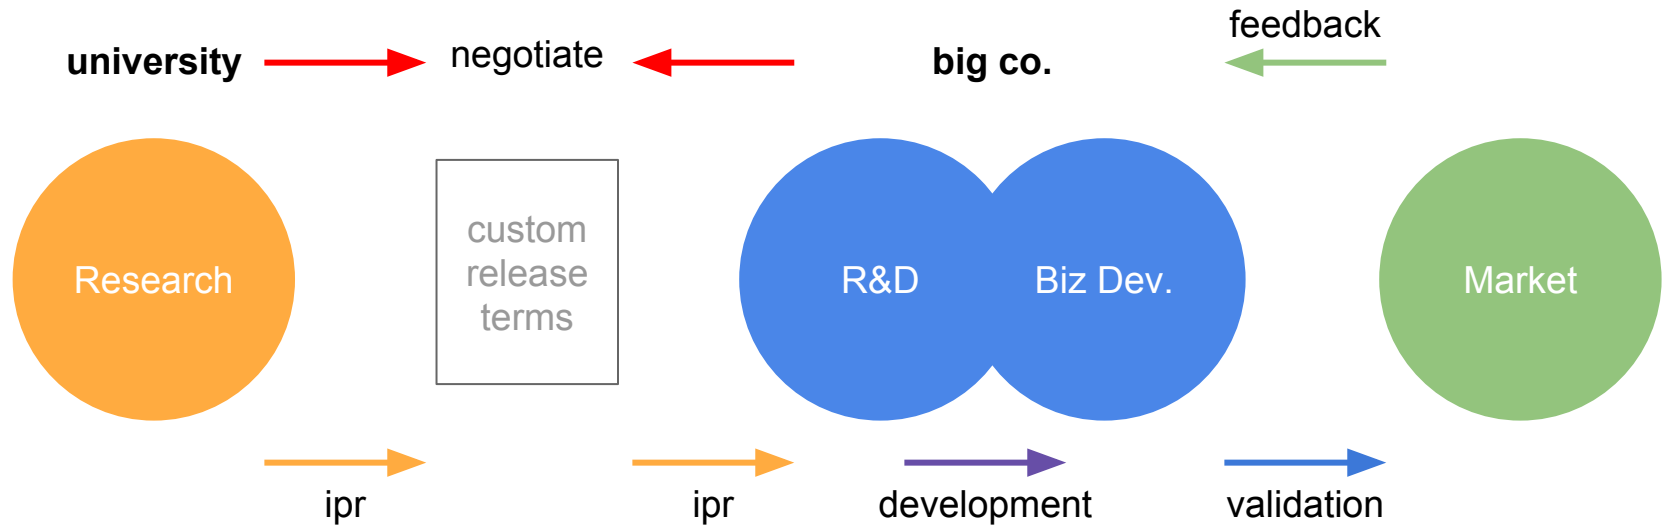 feedback
university
negotiate
big co.
custom
release
terms
Research
R&D
Biz Dev.
Market
ipr
ipr
development
validation